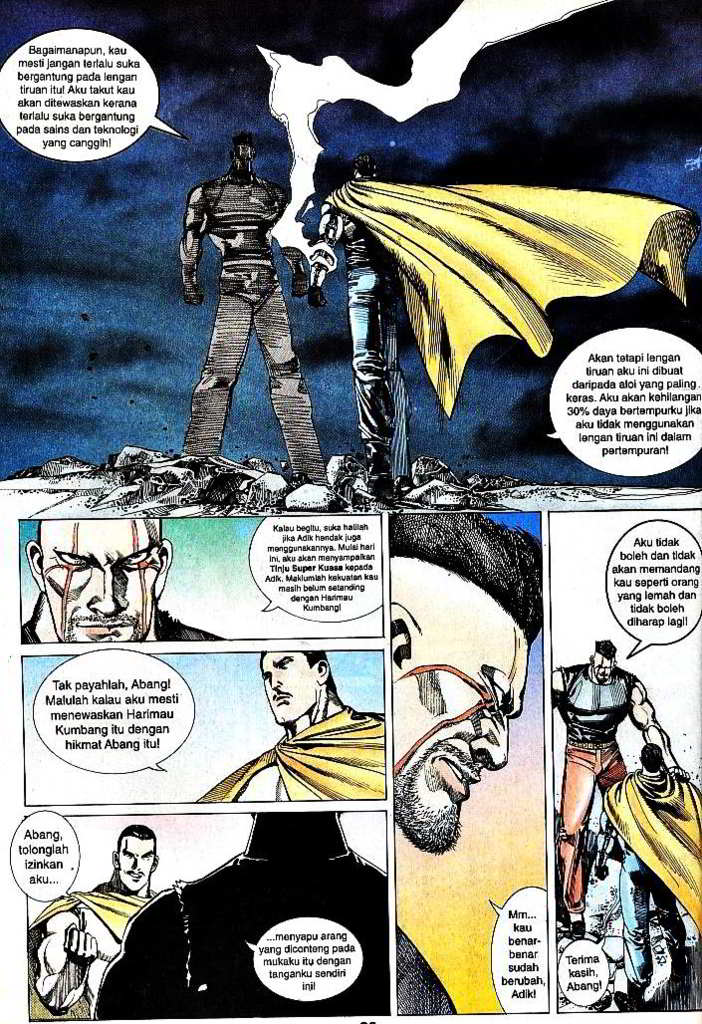 Bagaimanapun, kau
mesti jangan terlalu suka
bergantung pada lengan
tiruan itu! Aku takut kau
akan ditewaskan kerana
terlalu suka bergantung
pada sains dan teknologi
yang canggih!
Akan tetapi lengan
tiruan aku ini dibuat
daripada aloi yang paling
keras. Aku akan kehilangan
30% daya bertempurku jika
aku tidak menggunakan
lengan tiruan ini dalam
pertempuran!
Kalau begitu, suka hatilah
jika Adik hendak juga
menggunakannya. Mulai hari
ini, aku akan menyampaikan
Tinju Super Kuasa kepada
Adik. Maklumlah kekuatan kau
masih belum setanding
dengan Harimau
Kumbang!
Tak payahlah, Abang!
Malulah kalau aku mesti
menewaskan Harimau
Kumbang itu dengan
hikmat Abang itu!
Abang,
tolonglah
izinkan
aku...
...menyapu arang
yang diconteng pada
mukaku itu dengan
tanganku sendiri
ini!
Mm...
kau
benar-
benar
sudah
berubah,
Adik!
Aku tidak
boleh dan tidak
akan memandang
kau seperti orang
yang lemah dan
tidak boleh
diharap lagi!
Terima
kasih,
Abang!